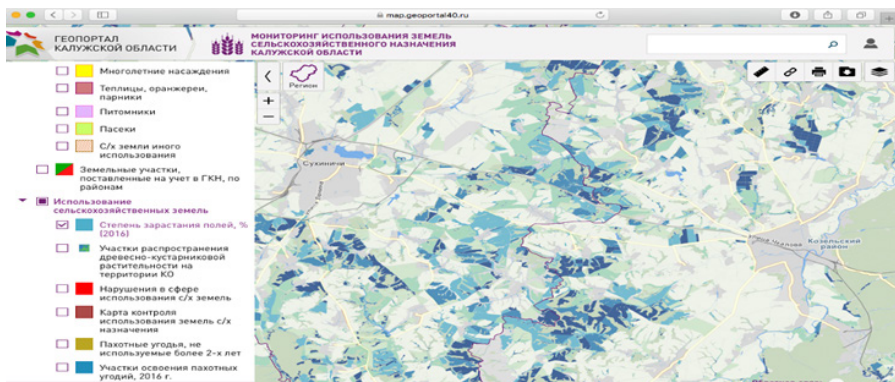 map.geoportal40.ru
ГЕОПОРТАЛ
КАЛУЖСКОЙ ОБЛАСТИ
МОНИТОРИНГ ИСПОЛЬЗОВАНИЯ ЗЕМЕЛЬ
СЕЛЬСКОХОЗЯЙСТВЕННОГО НАЗНАЧЕНИЯ
КАЛУЖСКОЙ ОБЛАСТИ
Многолетние насаждения
Теплицы, оранжереи,
парники
Питомники
Пасеки
С/х земли иного
использования
Земельные участки,
поставленные на учет в ГКН, по
районам
Использование
сельскохозяйственных земель
Степень зарастания полей, %
(2016)
Участки распространения
древесно-кустарниковой
растительности на
территории КО
Нарушения в сфере
использования с/х земель
Карта контроля
использования земель с/х
назначения
Пахотные угодья, не
используемые более 2-х лет
Участки освоения пахотных
угодий, 2016 г.
Регион
+
−
Сухиничи
Козельский
район